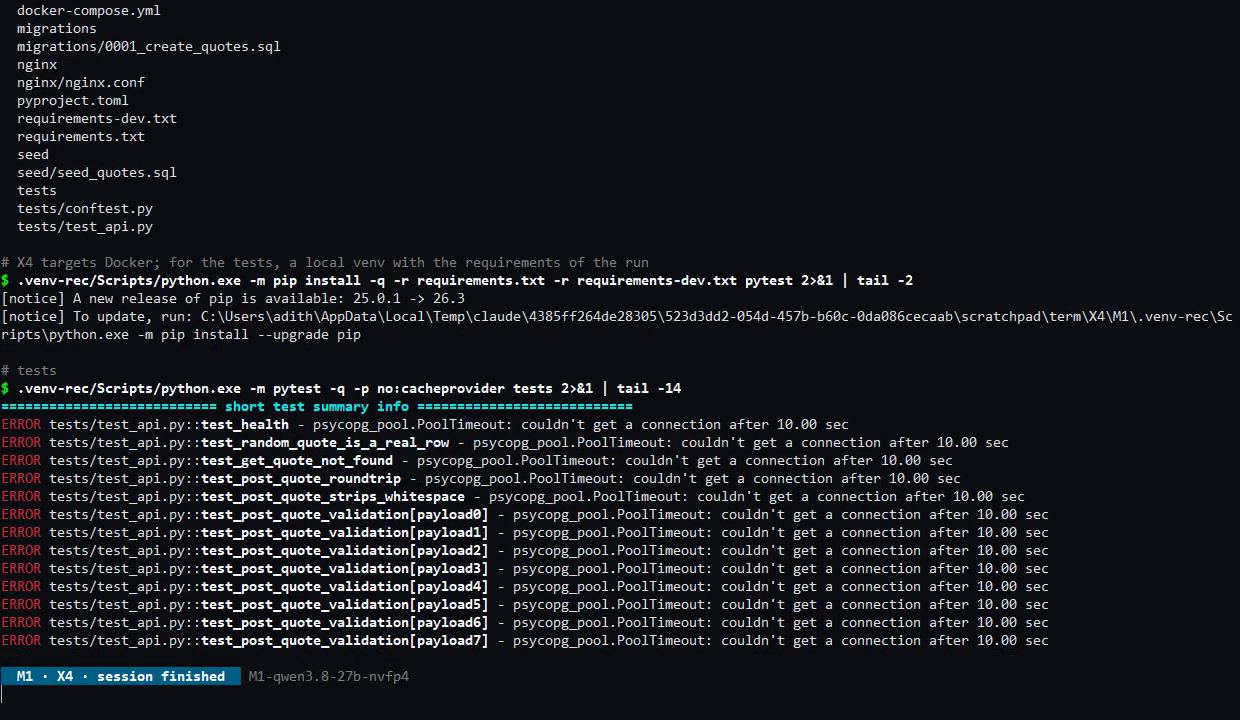 docker-compose.yml
migrations
migrations/0001_create_quotes.sql
nginx
nginx/nginx.conf
pyproject.toml
requirements-dev.txt
requirements.txt
seed
seed/seed_quotes.sql
tests
tests/conftest.py
tests/test_api.py
# X4 targets Docker; for the tests, a local venv with the requirements of the run
$ .venv-rec/Scripts/python.exe -m pip install -q -r requirements.txt -r requirements-dev.txt pytest 2>&1 | tail -2
[notice] A new release of pip is available: 25.0.1 -> 26.3
[notice] To update, run: C:\Users\adith\AppData\Local\Temp\claude\4385ff264de28305\523d3dd2-054d-457b-b60c-0da086cecaab\scratchpad\term\X4\M1\.venv-rec\Sc
ripts\python.exe -m pip install --upgrade pip
# tests
$ .venv-rec/Scripts/python.exe -m pytest -q -p no:cacheprovider tests 2>&1 | tail -14
=========================== short test summary info ===========================
ERROR tests/test_api.py::test_health - psycopg_pool.PoolTimeout: couldn't get a connection after 10.00 sec
ERROR tests/test_api.py::test_random_quote_is_a_real_row - psycopg_pool.PoolTimeout: couldn't get a connection after 10.00 sec
ERROR tests/test_api.py::test_get_quote_not_found - psycopg_pool.PoolTimeout: couldn't get a connection after 10.00 sec
ERROR tests/test_api.py::test_post_quote_roundtrip - psycopg_pool.PoolTimeout: couldn't get a connection after 10.00 sec
ERROR tests/test_api.py::test_post_quote_strips_whitespace - psycopg_pool.PoolTimeout: couldn't get a connection after 10.00 sec
ERROR tests/test_api.py::test_post_quote_validation[payload0] - psycopg_pool.PoolTimeout: couldn't get a connection after 10.00 sec
ERROR tests/test_api.py::test_post_quote_validation[payload1] - psycopg_pool.PoolTimeout: couldn't get a connection after 10.00 sec
ERROR tests/test_api.py::test_post_quote_validation[payload2] - psycopg_pool.PoolTimeout: couldn't get a connection after 10.00 sec
ERROR tests/test_api.py::test_post_quote_validation[payload3] - psycopg_pool.PoolTimeout: couldn't get a connection after 10.00 sec
ERROR tests/test_api.py::test_post_quote_validation[payload4] - psycopg_pool.PoolTimeout: couldn't get a connection after 10.00 sec
ERROR tests/test_api.py::test_post_quote_validation[payload5] - psycopg_pool.PoolTimeout: couldn't get a connection after 10.00 sec
ERROR tests/test_api.py::test_post_quote_validation[payload6] - psycopg_pool.PoolTimeout: couldn't get a connection after 10.00 sec
ERROR tests/test_api.py::test_post_quote_validation[payload7] - psycopg_pool.PoolTimeout: couldn't get a connection after 10.00 sec
M1 · X4 · session finished M1-qwen3.8-27b-nvfp4